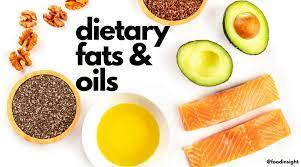 dietary
fats &
oils
@foodinsight